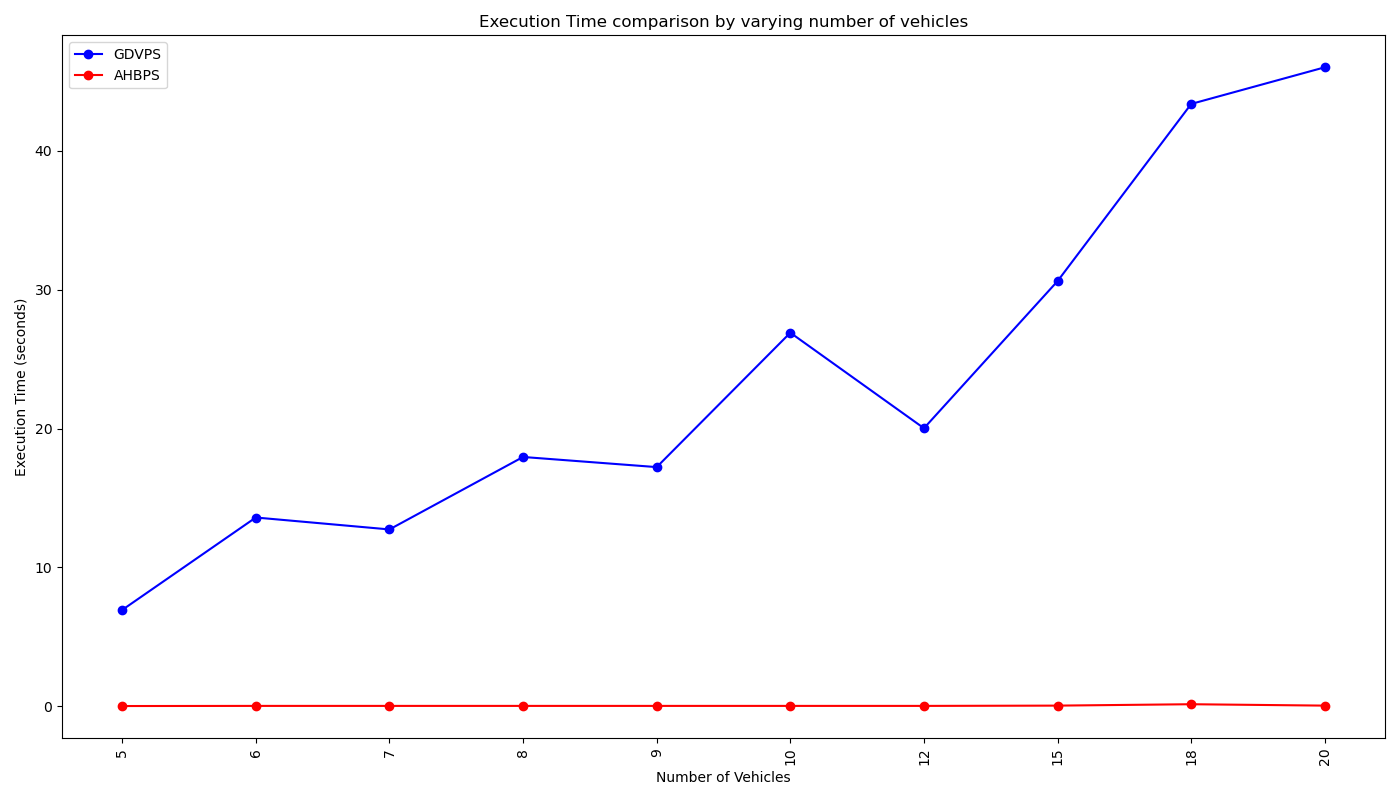 Execution Time comparison by varying number of vehicles
GDVPS
AHBPS
Execution Time (seconds)
40
30
20
10
0
5 6 7 8 9 10 12 15 18 20
Number of Vehicles